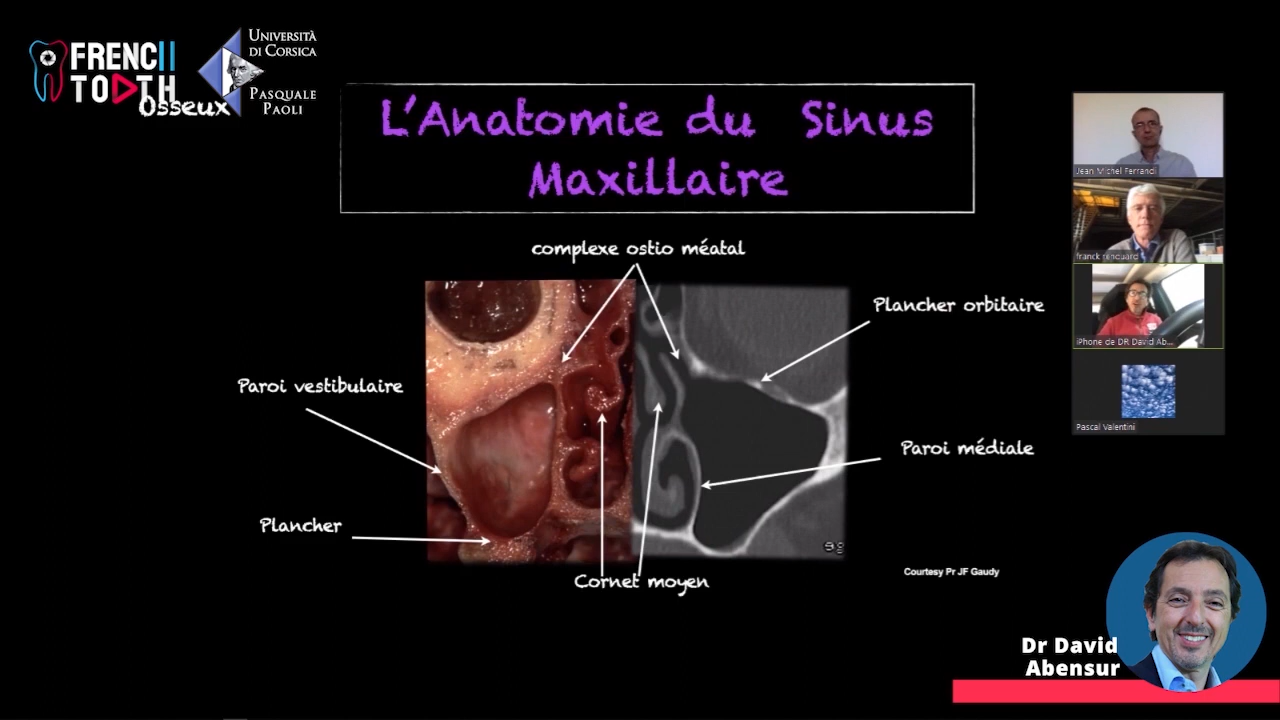 FRENCH
TOOTH
Osseux
UNIVERSITÀ
DI CORSICA
PASQUALE
PAOLI
L'Anatomie du Sinus
Maxillaire
complexe ostio méatal
Plancher orbitaire
Paroi vestibulaire
Paroi médiale
Plancher
Cornet moyen
Courtesy Pr JF Gaudy
Jean Michel Ferrandi
franck renouard
iPhone de DR David Ab...
Pascal Valentini
Dr David
Abensur